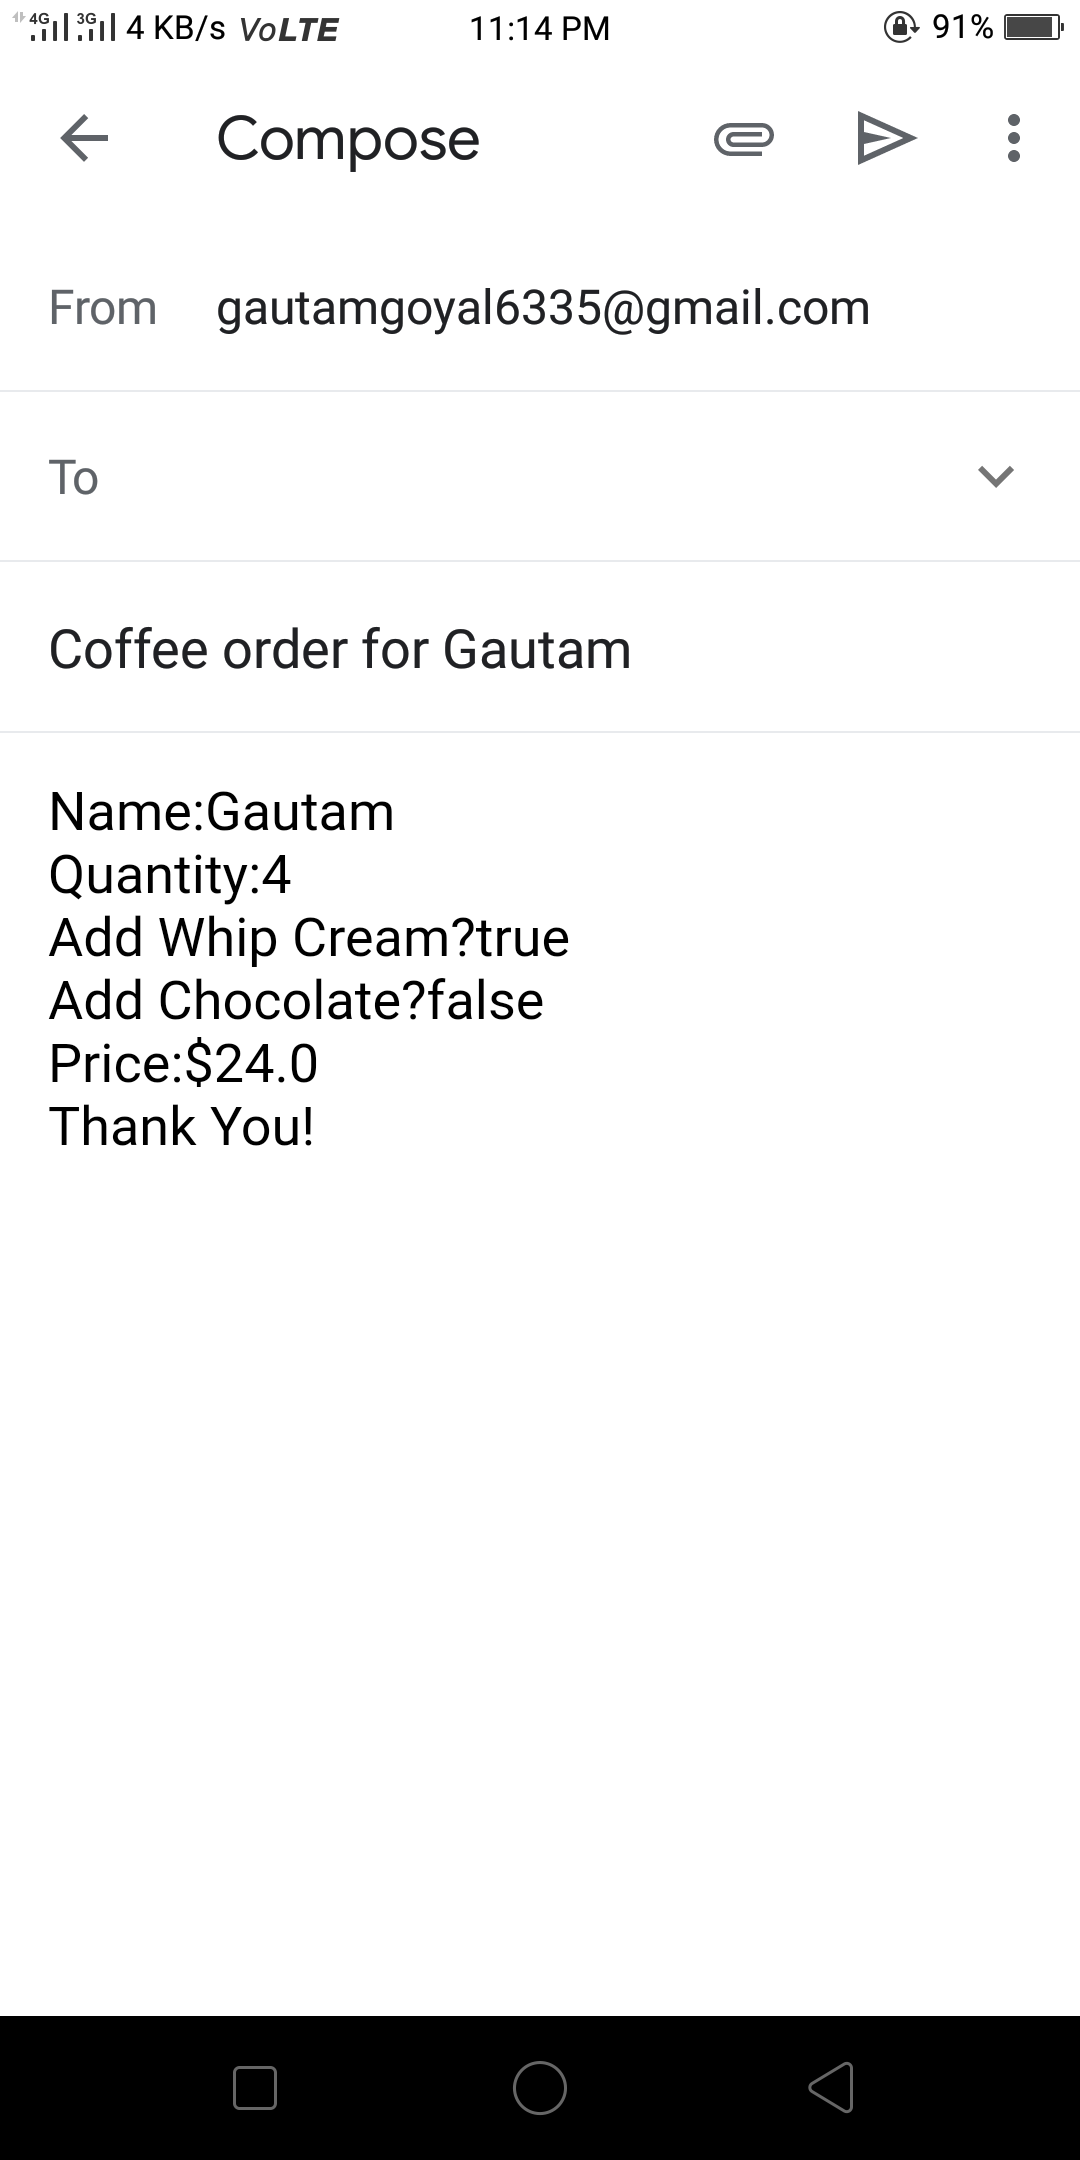 4G 3G 4 KB/s VoLTE 11:14 PM 91%
Compose
From gautamgoyal6335@gmail.com
To
Coffee order for Gautam
Name:Gautam
Quantity:4
Add Whip Cream?true
Add Chocolate?false
Price:$24.0
Thank You!